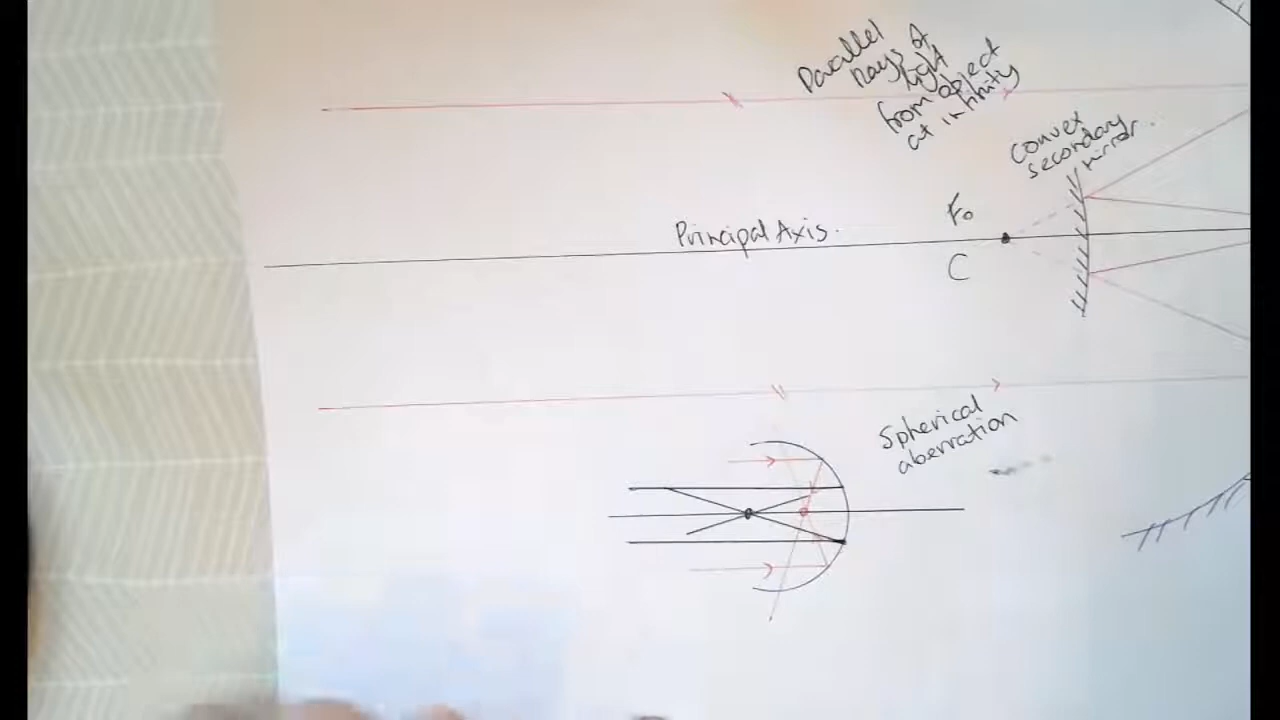 Parallel
rays of
light
from object
at infinity
convex
secondary
mirror.
Fo
Principal Axis.
C
Spherical
aberration